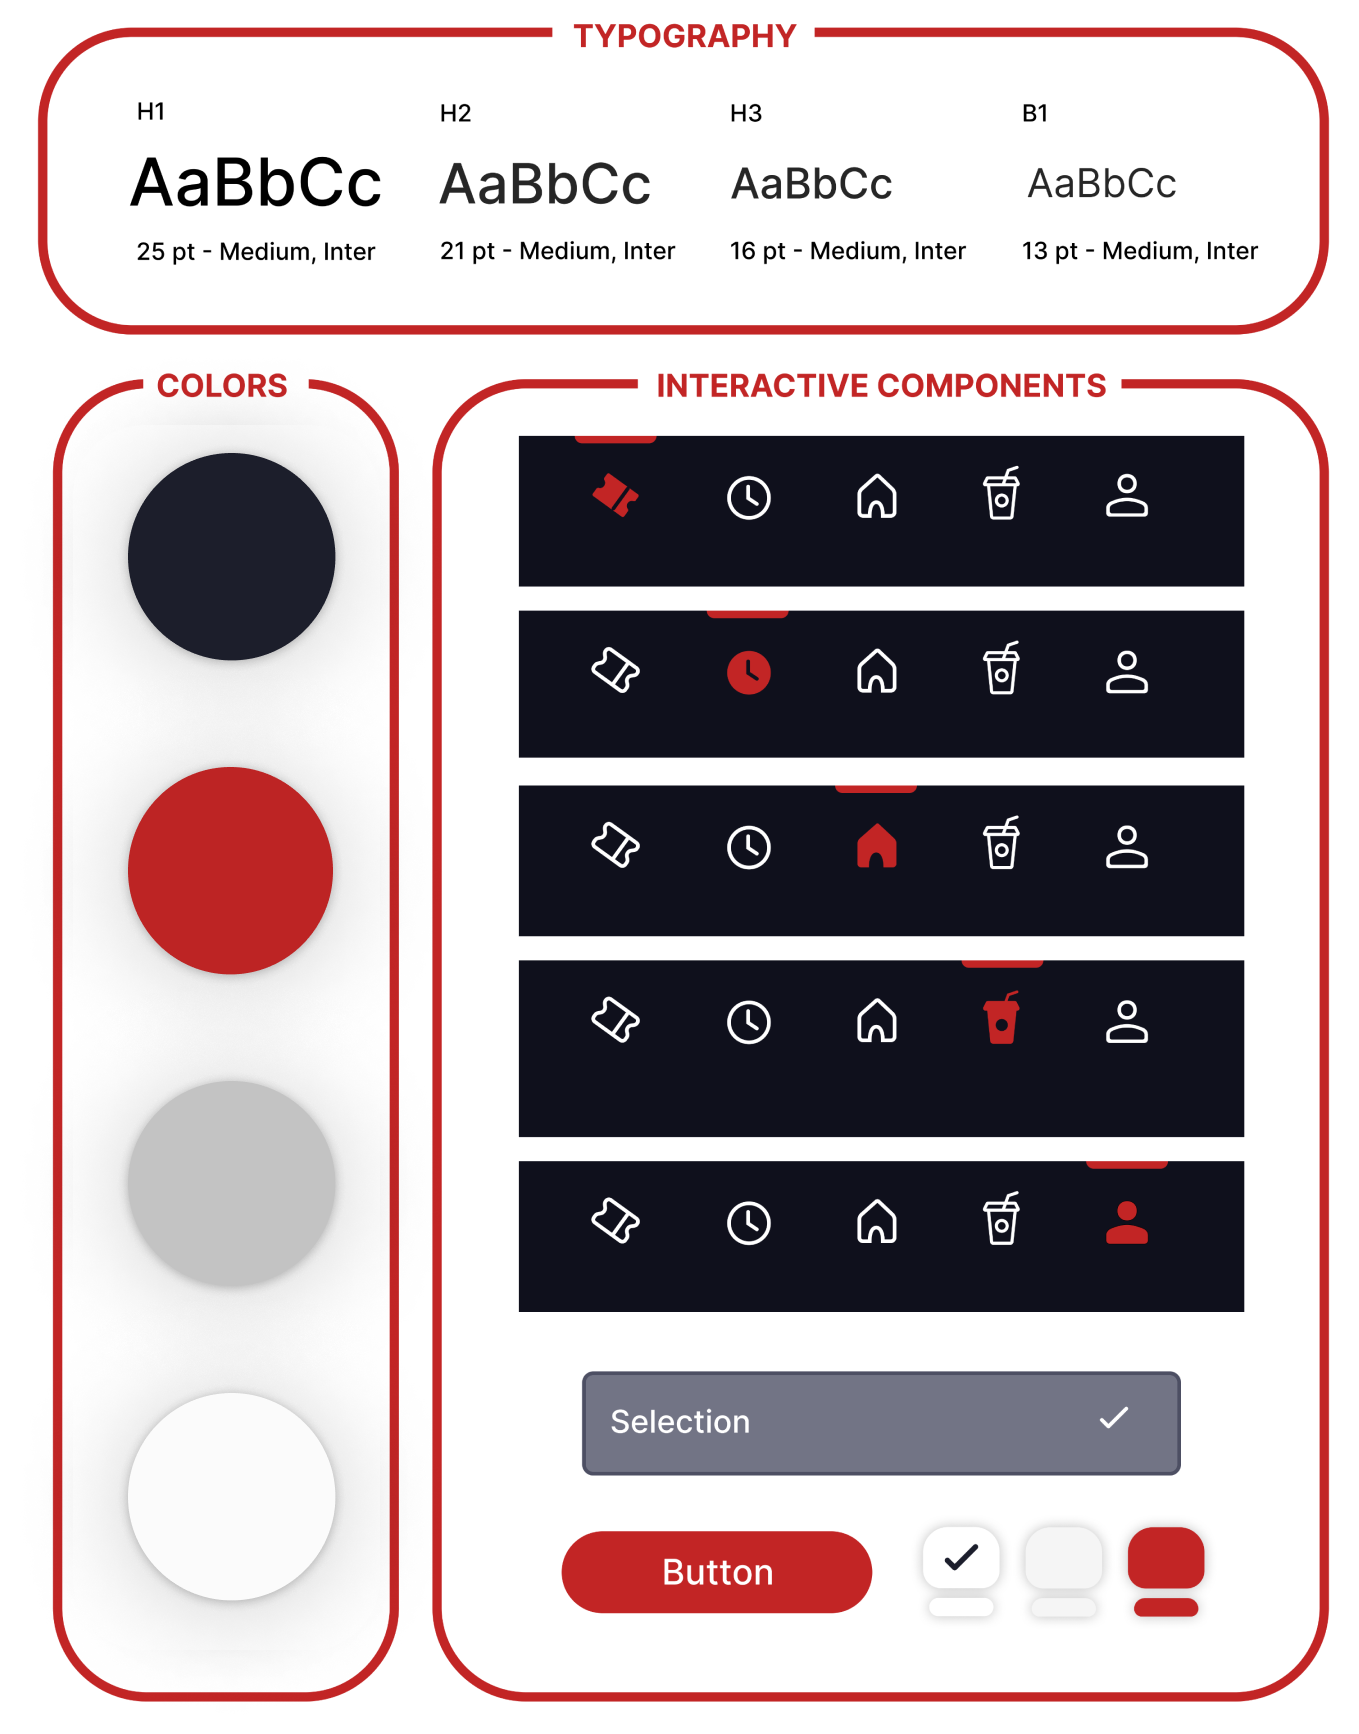 TYPOGRAPHY
H1
AaBbCc
25 pt - Medium, Inter
H2
AaBbCc
21 pt - Medium, Inter
H3
AaBbCc
16 pt - Medium, Inter
B1
AaBbCc
13 pt - Medium, Inter
COLORS
INTERACTIVE COMPONENTS
Selection
Button